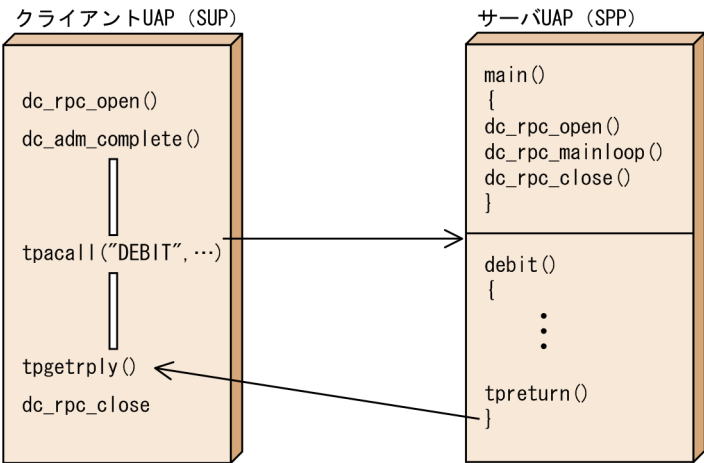 クライアントUAP（SUP）
dc_rpc_open()
dc_adm_complete()
tpacall("DEBIT",…)
tpgetrply()
dc_rpc_close
サーバUAP（SPP）
main()
{
dc_rpc_open()
dc_rpc_mainloop()
dc_rpc_close()
}
debit()
{
tpreturn()
}